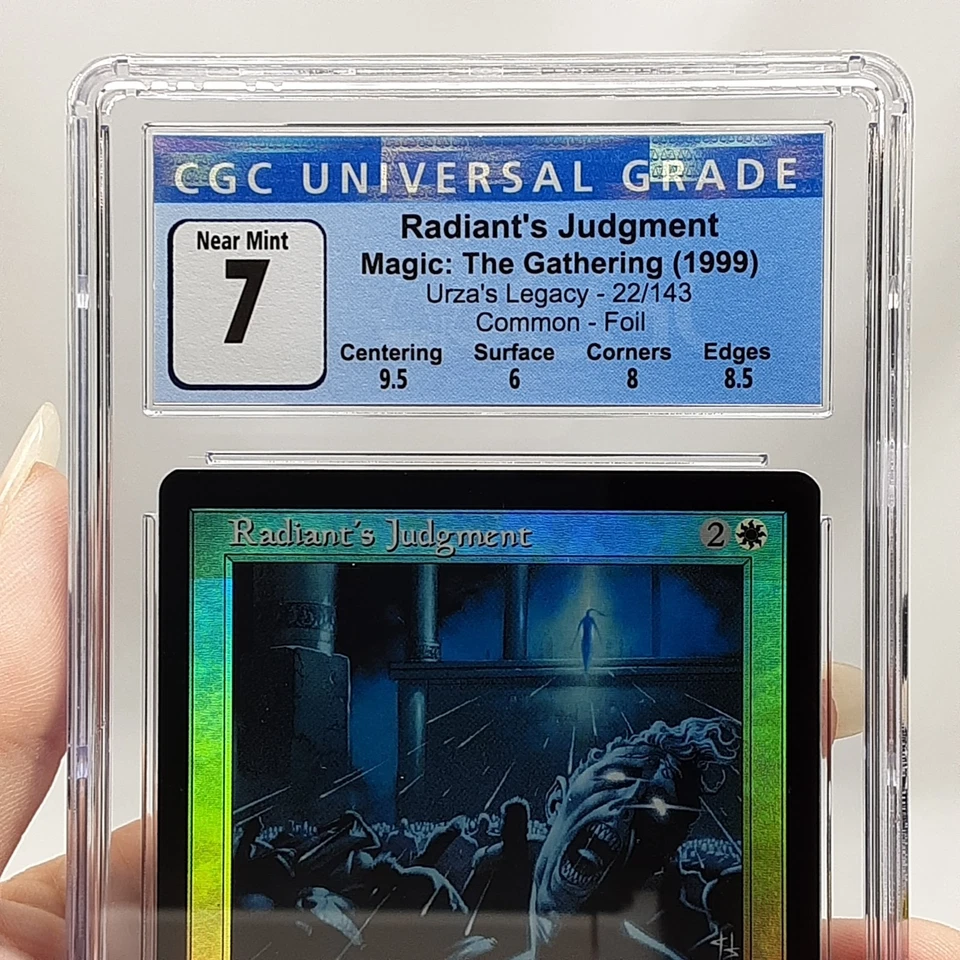 CGC UNIVERSAL GRADE
Near Mint
7
Radiant's Judgment
Magic: The Gathering (1999)
Urza's Legacy - 22/143
Common - Foil
Centering Surface Corners Edges
9.5 6 8 8.5
Radiant's Judgment 2